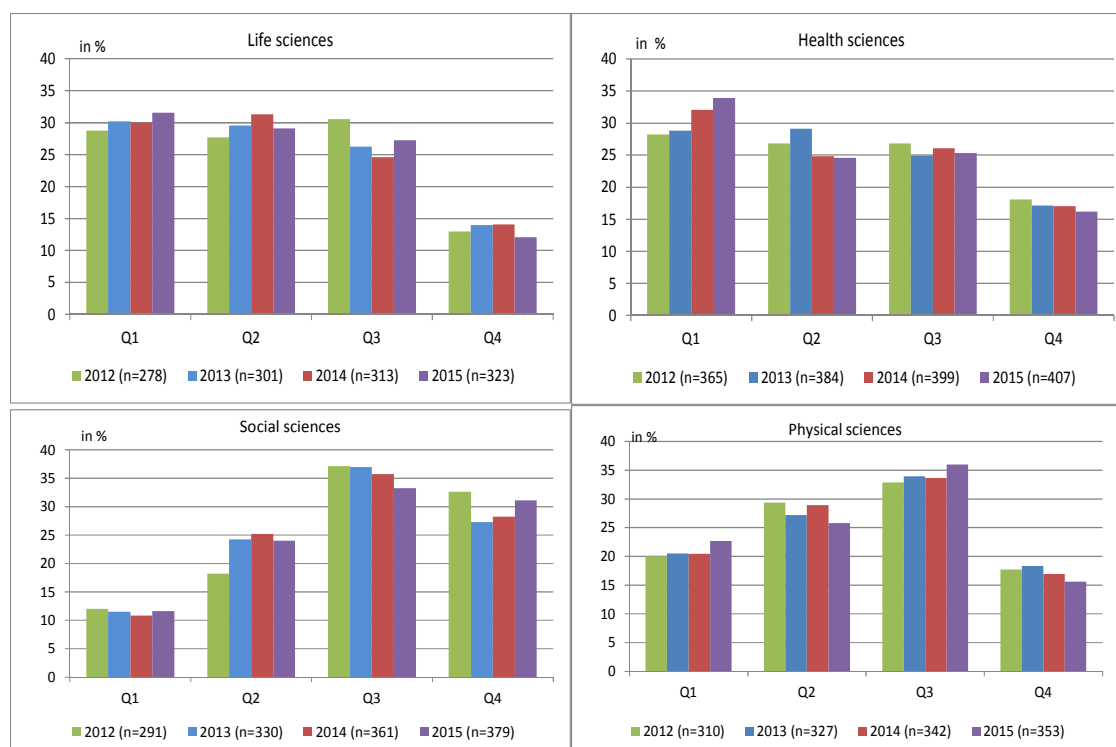 Life sciences
in %
40
35
30
25
20
15
10
5
0
Q1 Q2 Q3 Q4
2012 (n=278) 2013 (n=301) 2014 (n=313) 2015 (n=323)
Health sciences
in %
40
35
30
25
20
15
10
5
0
Q1 Q2 Q3 Q4
2012 (n=365) 2013 (n=384) 2014 (n=399) 2015 (n=407)
Social sciences
in %
40
35
30
25
20
15
10
5
0
Q1 Q2 Q3 Q4
2012 (n=291) 2013 (n=330) 2014 (n=361) 2015 (n=379)
Physical sciences
in %
40
35
30
25
20
15
10
5
0
Q1 Q2 Q3 Q4
2012 (n=310) 2013 (n=327) 2014 (n=342) 2015 (n=353)